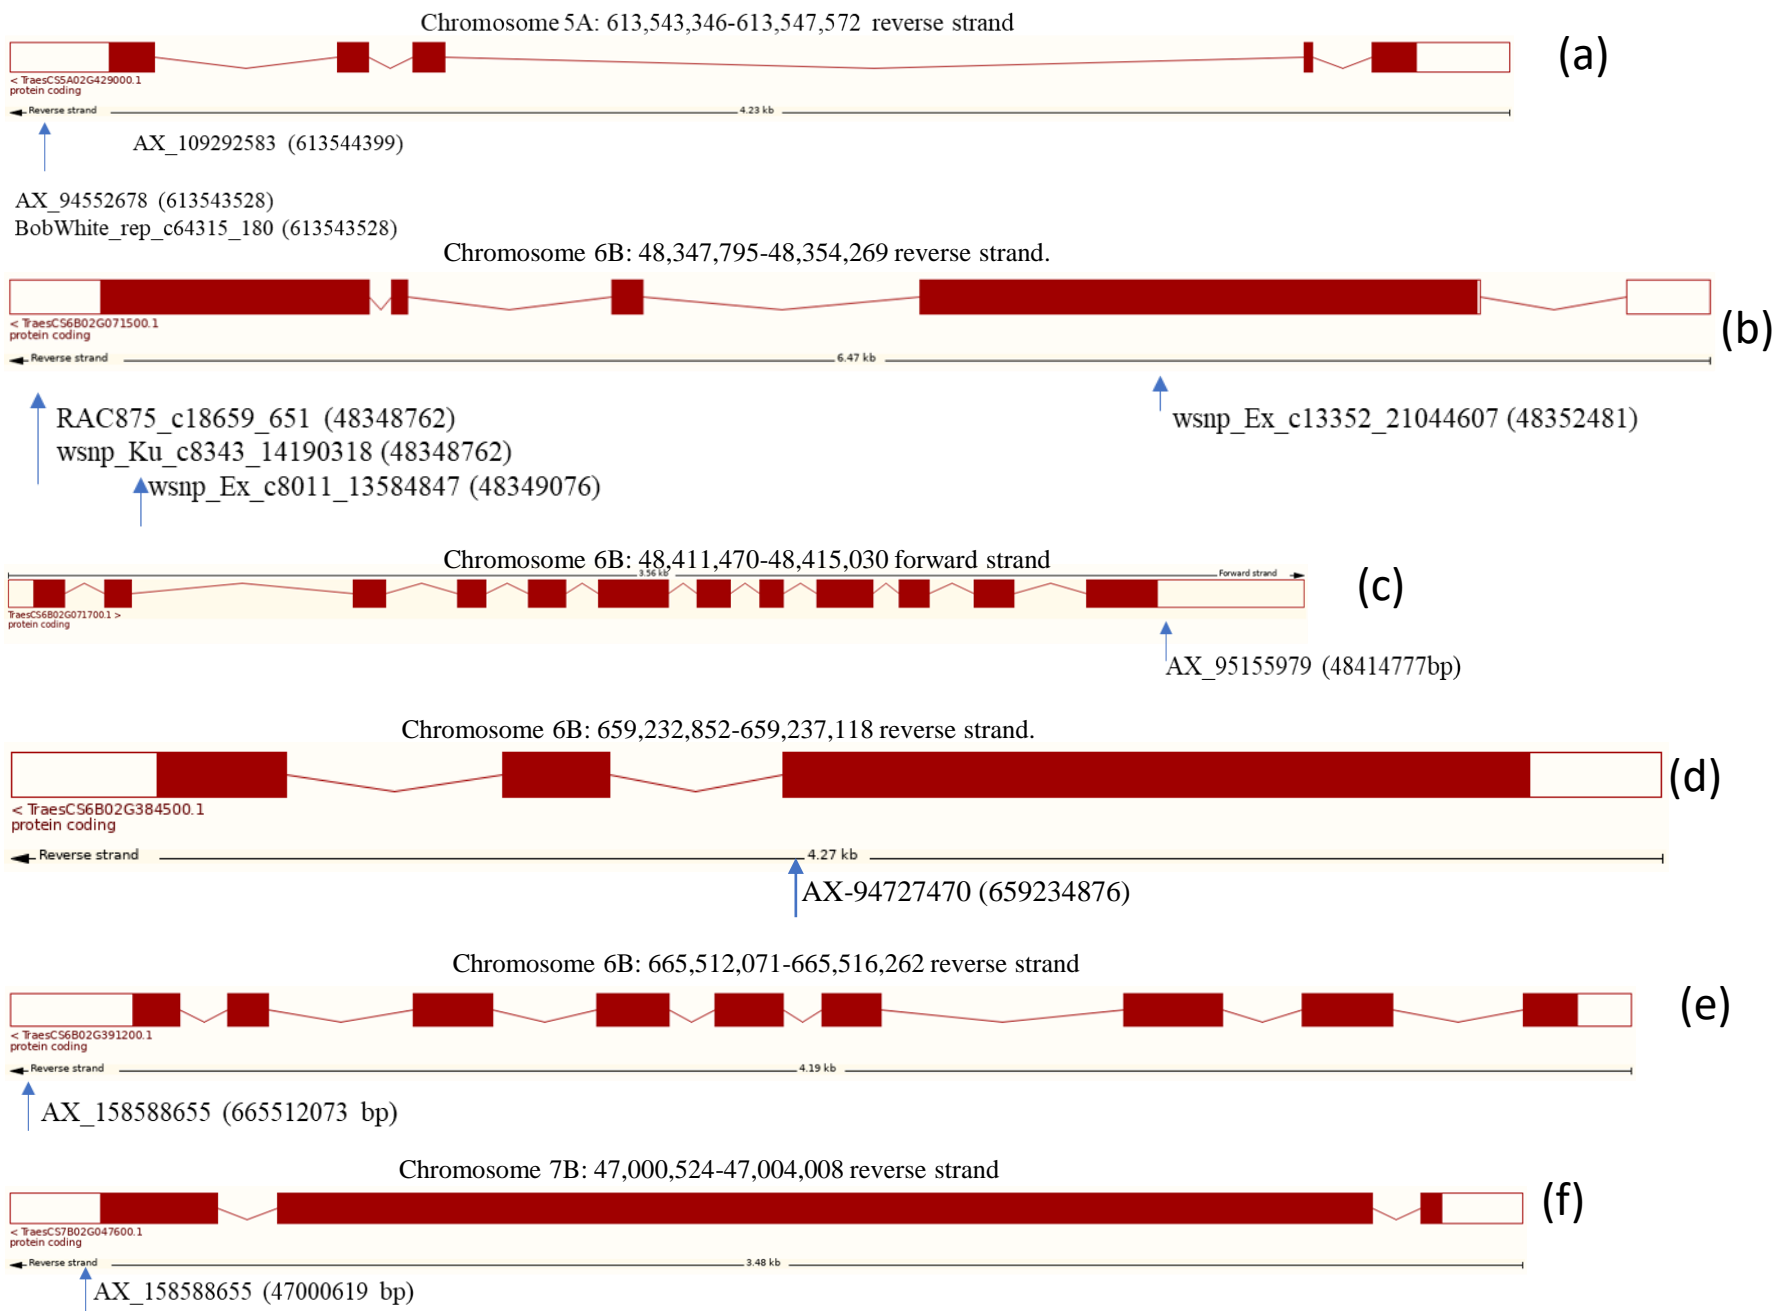 Chromosome 5A: 613,543,346-613,547,572 reverse strand
(a)
< TraesCS5A02G429000.1
protein coding
Reverse strand
4.23 kb
AX_109292583 (613544399)
AX_94552678 (613543528)
BobWhite_rep_c64315_180 (613543528)
Chromosome 6B: 48,347,795-48,354,269 reverse strand.
(b)
< TraesCS6B02G071500.1
protein coding
Reverse strand
6.47 kb
RAC875_c18659_651 (48348762)
wsnp_Ex_c13352_21044607 (48352481)
wsnp_Ku_c8343_14190318 (48348762)
wsnp_Ex_c8011_13584847 (48349076)
Chromosome 6B: 48,411,470-48,415,030 forward strand
3.56 kb
Forward strand
(c)
TraesCS6B02G071700.1 >
protein coding
AX_95155979 (48414777bp)
Chromosome 6B: 659,232,852-659,237,118 reverse strand.
(d)
< TraesCS6B02G384500.1
protein coding
Reverse strand
4.27 kb
AX-94727470 (659234876)
Chromosome 6B: 665,512,071-665,516,262 reverse strand
(e)
< TraesCS6B02G391200.1
protein coding
Reverse strand
4.19 kb
AX_158588655 (665512073 bp)
Chromosome 7B: 47,000,524-47,004,008 reverse strand
(f)
< TraesCS7B02G047600.1
protein coding
Reverse strand
3.48 kb
AX_158588655 (47000619 bp)